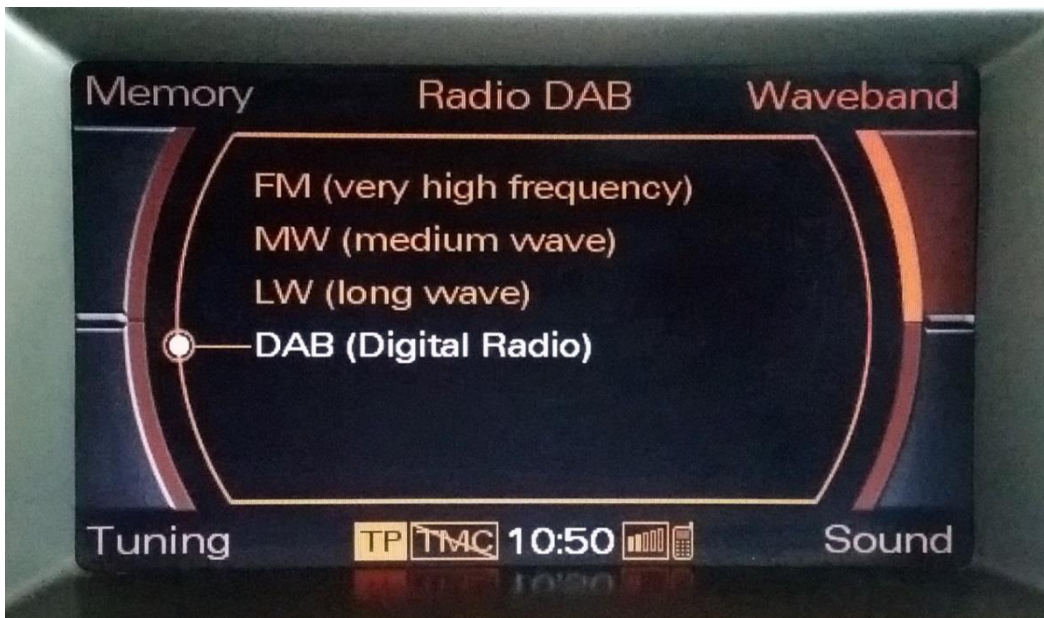 Memory Radio DAB Waveband
FM (very high frequency)
MW (medium wave)
LW (long wave)
DAB (Digital Radio)
Tuning TP TMC 10:50 Sound